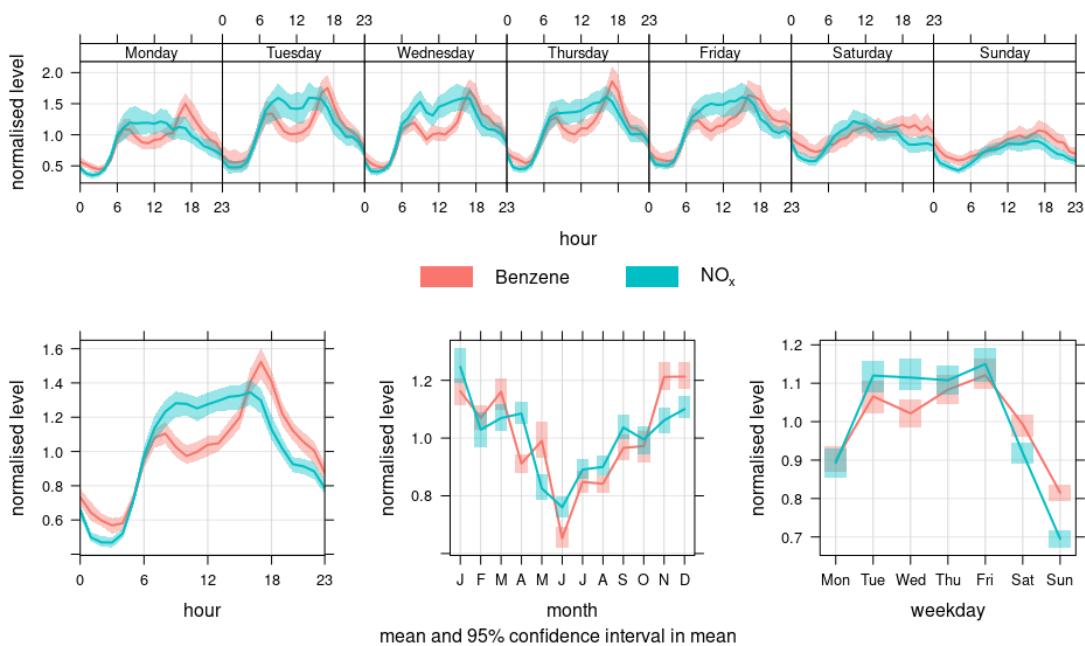 0 6 12 18 23 0 6 12 18 23 0 6 12 18 23
Monday Tuesday Wednesday Thursday Friday Saturday Sunday
normalised level
2.0
1.5
1.0
0.5
0 6 12 18 23 0 6 12 18 23 0 6 12 18 23 0 6 12 18 23
hour
Benzene NOx
normalised level
1.6
1.4
1.2
1.0
0.8
0.6
0 6 12 18 23
hour
normalised level
1.2
1.0
0.8
J F M A M J J A S O N D
month
normalised level
1.2
1.1
1.0
0.9
0.8
0.7
Mon Tue Wed Thu Fri Sat Sun
weekday
mean and 95% confidence interval in mean